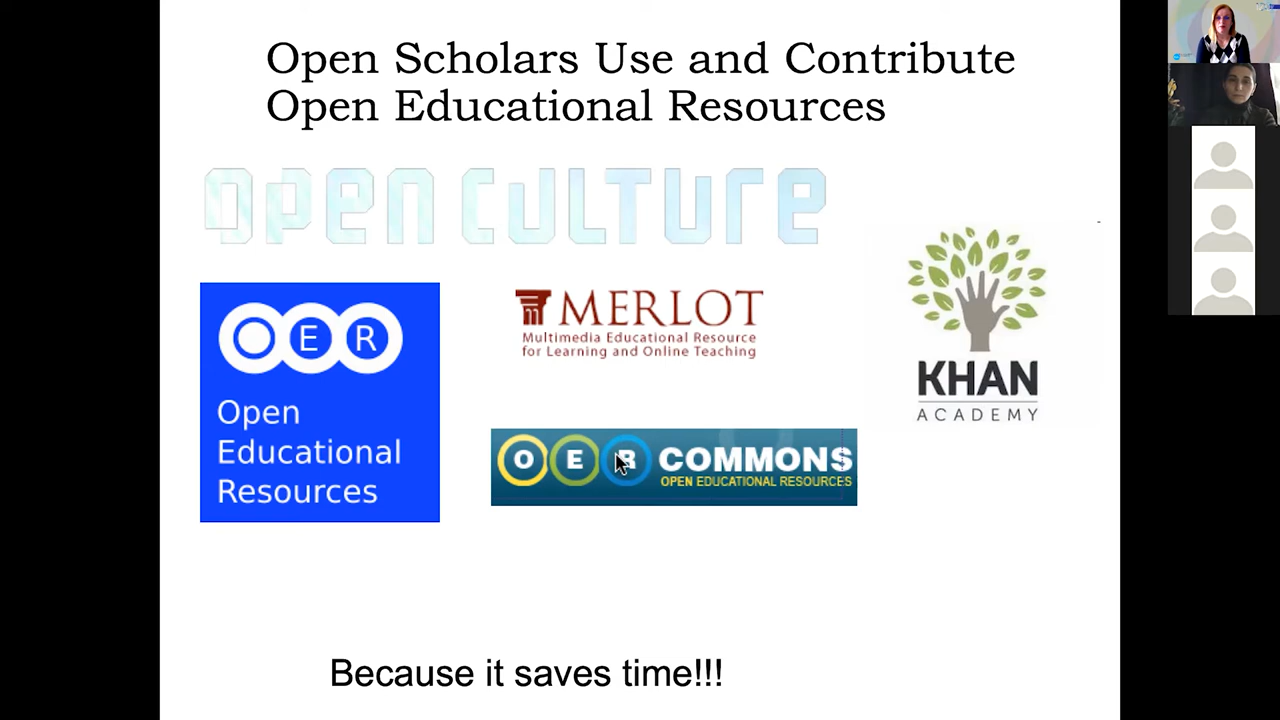 Open Scholars Use and Contribute
Open Educational Resources
open culture
MERLOT
Multimedia Educational Resource
for Learning and Online Teaching
KHAN
ACADEMY
OER
Open
Educational
Resources
OER COMMONS
OPEN EDUCATIONAL RESOURCES
Because it saves time!!!